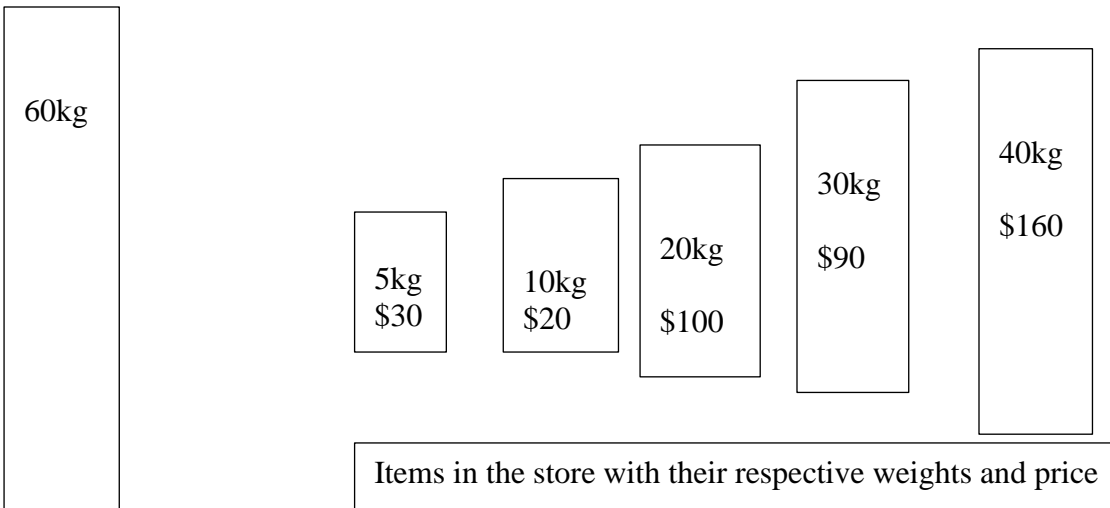 60kg
5kg
$30
10kg
$20
20kg
$100
30kg
$90
40kg
$160
Items in the store with their respective weights and price